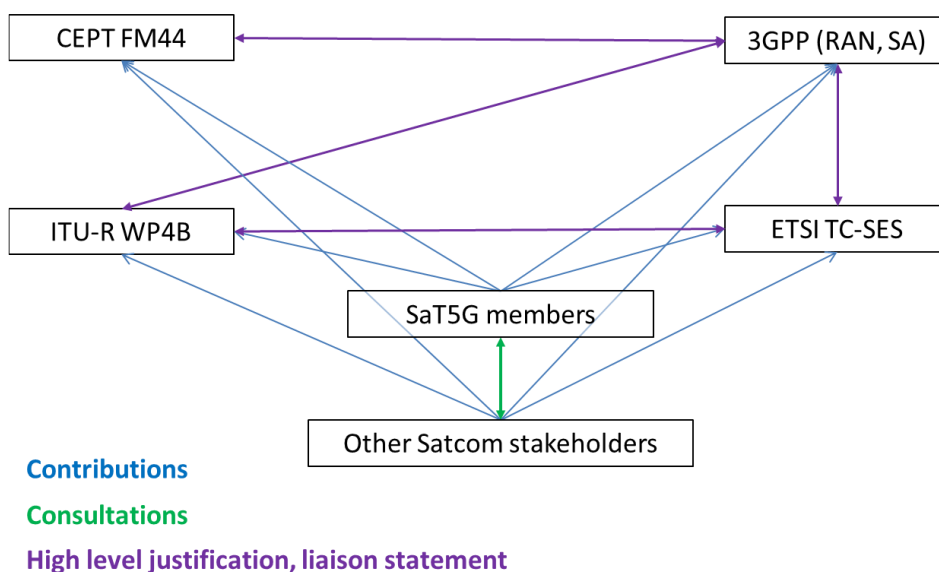 CEPT FM44
3GPP (RAN, SA)
ITU-R WP4B
ETSI TC-SES
SaT5G members
Other Satcom stakeholders
Contributions
Consultations
High level justification, liaison statement